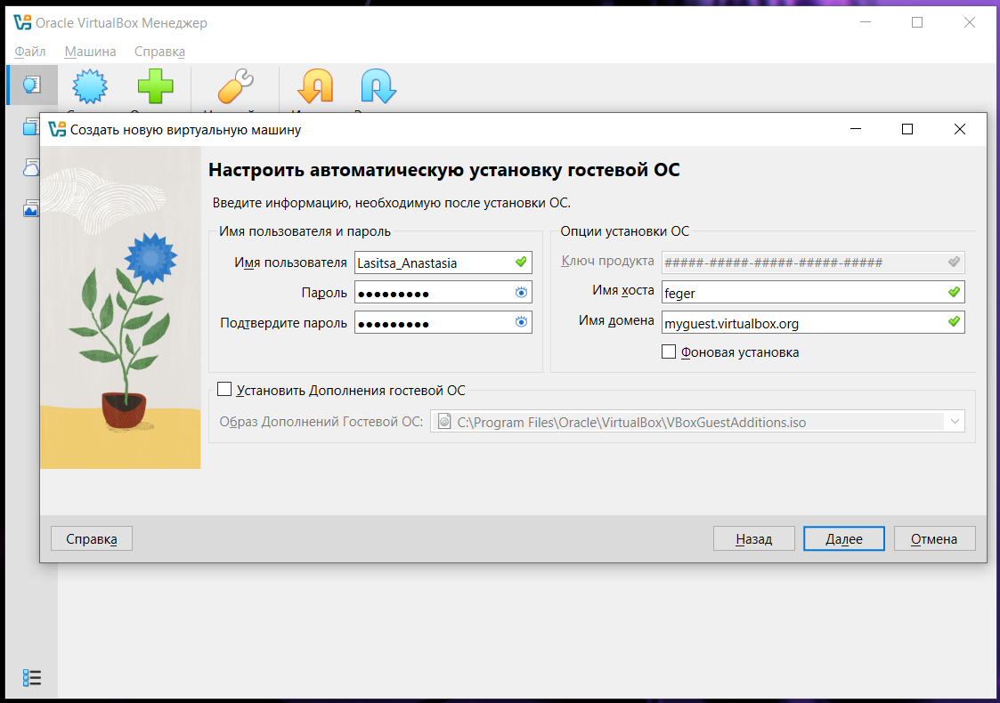 Oracle VirtualBox Менеджер
Файл Машина Справка
Создать новую виртуальную машину
Настроить автоматическую установку гостевой ОС
Введите информацию, необходимую после установки ОС.
Имя пользователя и пароль
Имя пользователя Lasitsa_Anastasia
Пароль ●●●●●●●●●
Подтвердите пароль ●●●●●●●●●
Опции установки ОС
Ключ продукта #####-#####-#####-#####-#####
Имя хоста feger
Имя домена myguest.virtualbox.org
Фоновая установка
Установить Дополнения гостевой ОС
Образ Дополнений Гостевой ОС: C:\Program Files\Oracle\VirtualBox\VBoxGuestAdditions.iso
Справка Назад Далее Отмена